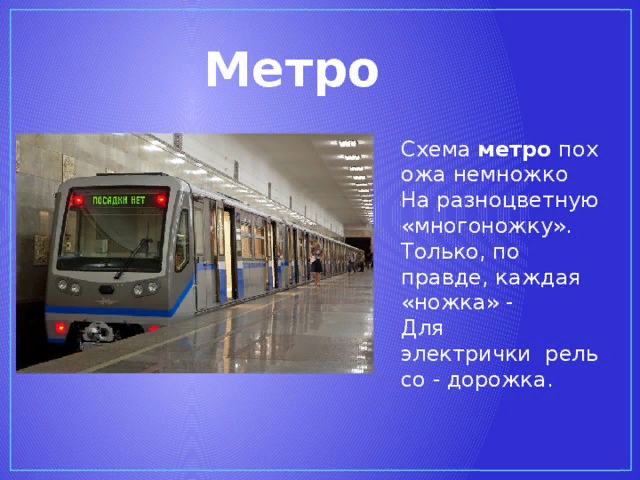 Метро
ПОСАДКИ НЕТ
Схема метро пох
ожа немножко
На разноцветную
«многоножку».
Только, по
правде, каждая
«ножка» -
Для
электрички рель
со - дорожка.